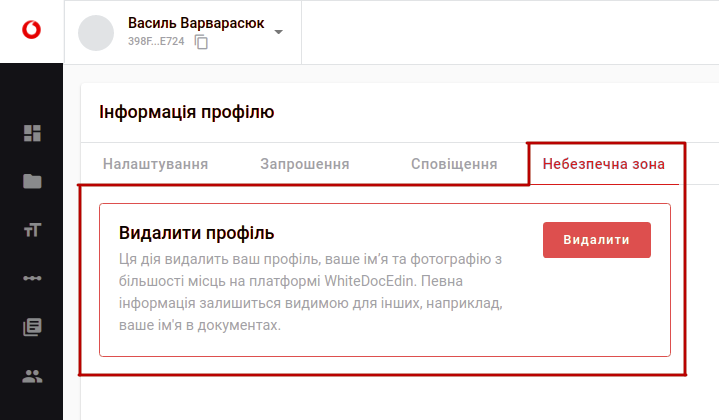 Василь Варварасюк
398F...E724
Інформація профілю
Налаштування Запрошення Сповіщення Небезпечна зона
Видалити профіль
Видалити
Ця дія видалить ваш профіль, ваше ім'я та фотографію з
більшості місць на платформі WhiteDocEdin. Певна
інформація залишиться видимою для інших, наприклад,
ваше ім'я в документах.